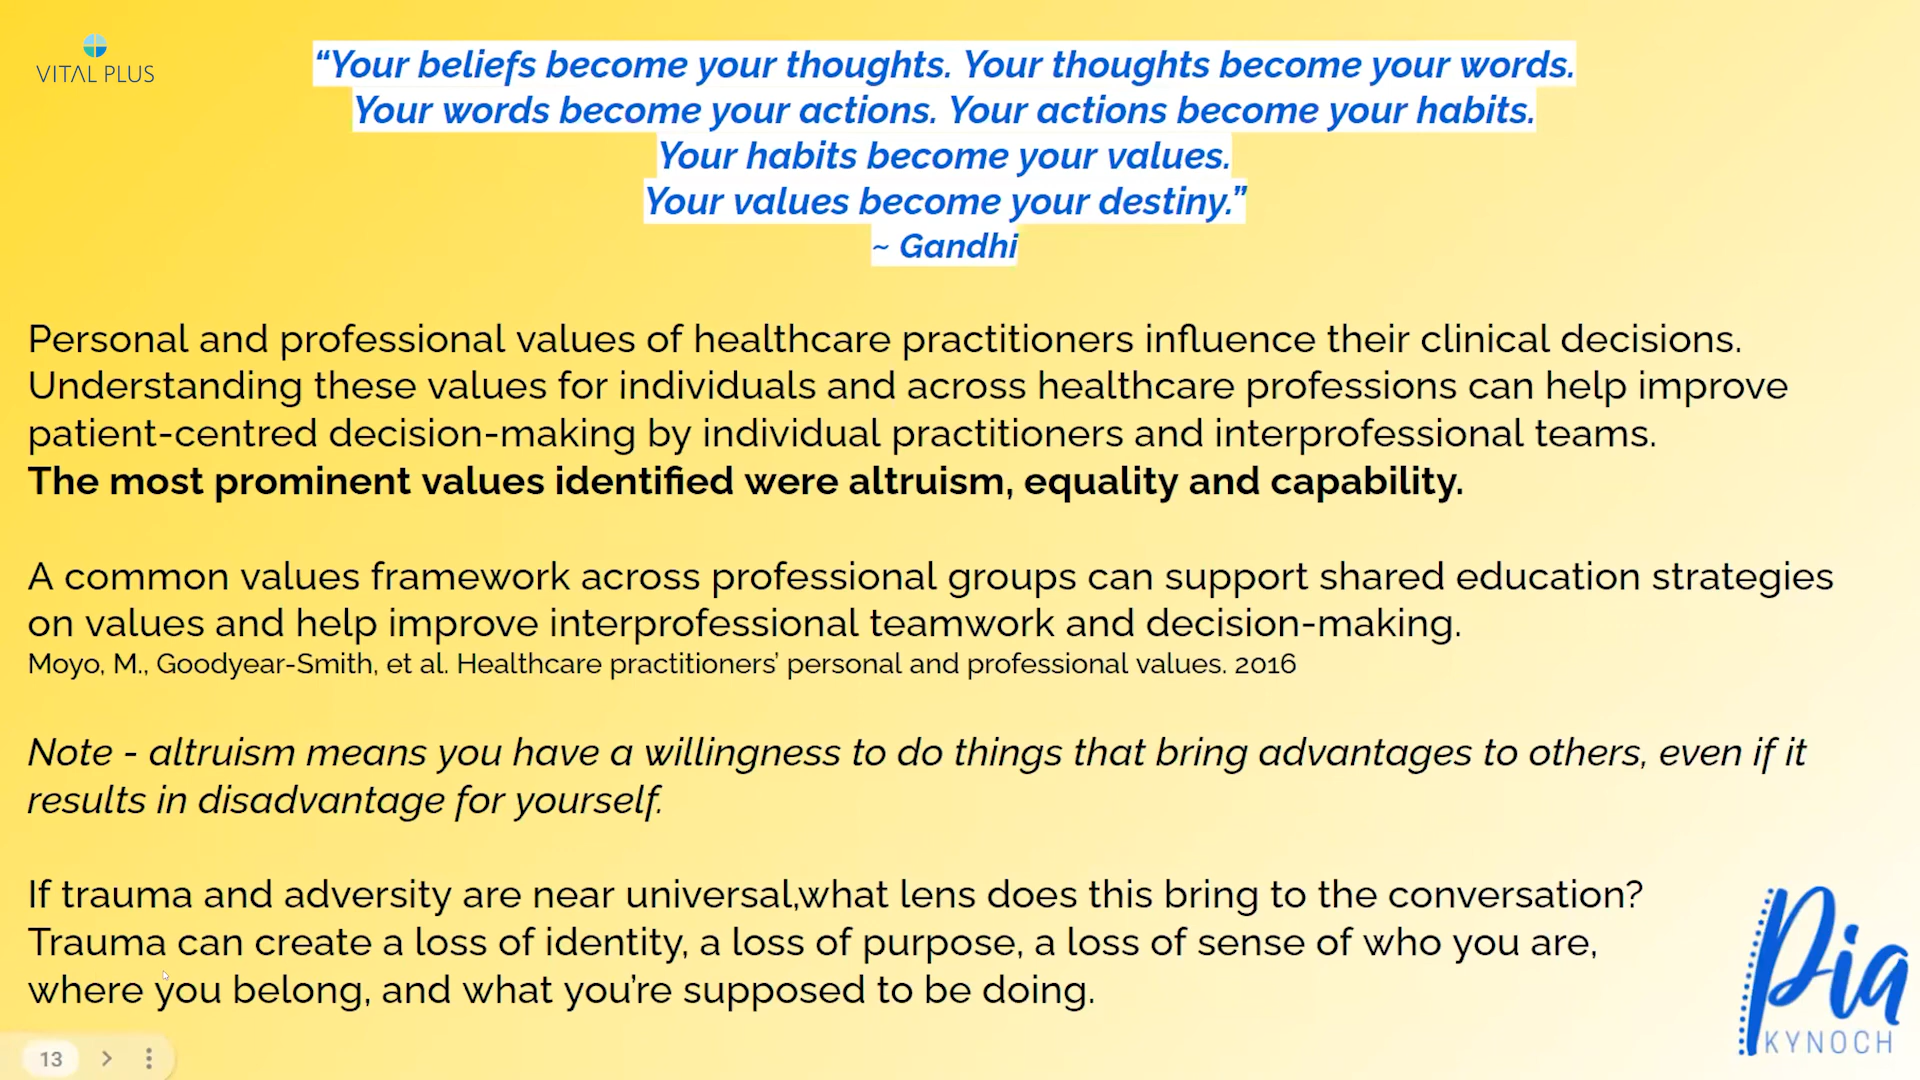 VITAL PLUS
“Your beliefs become your thoughts. Your thoughts become your words.
Your words become your actions. Your actions become your habits.
Your habits become your values.
Your values become your destiny.”
~ Gandhi
Personal and professional values of healthcare practitioners influence their clinical decisions.
Understanding these values for individuals and across healthcare professions can help improve
patient-centred decision-making by individual practitioners and interprofessional teams.
The most prominent values identified were altruism, equality and capability.
A common values framework across professional groups can support shared education strategies
on values and help improve interprofessional teamwork and decision-making.
Moyo, M., Goodyear-Smith, et al. Healthcare practitioners’ personal and professional values. 2016
Note - altruism means you have a willingness to do things that bring advantages to others, even if it
results in disadvantage for yourself.
If trauma and adversity are near universal,what lens does this bring to the conversation?
Trauma can create a loss of identity, a loss of purpose, a loss of sense of who you are,
where you belong, and what you’re supposed to be doing.
Pia
KYNOCH
13